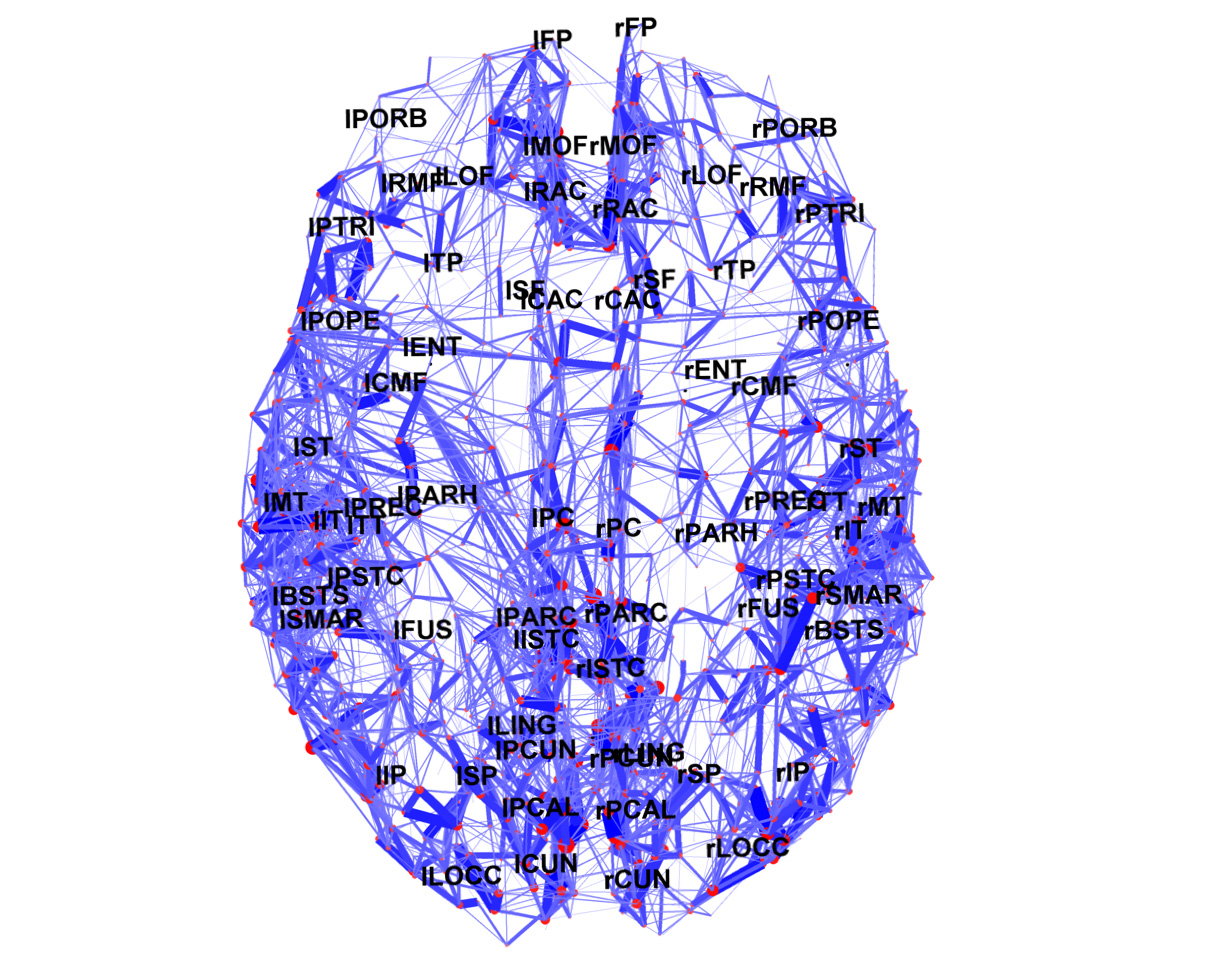 lFP
rFP
lPORB
rPORB
lMOF
rMOF
lRMF
lLOF
lRAC
rRAC
rLOF
rRMF
rPTRI
lPTRI
lTP
rTP
lSF
lCAC
rSF
rCAC
lPOPE
rPOPE
lENT
rENT
lCMF
rCMF
lST
rST
lMT
lPREC
lPARH
rPREC
rTT
rMT
lIT
lTT
lPC
rPC
rPARH
rIT
lPSTC
rPSTC
lBSTS
rSMAR
lSMAR
lFUS
lPARC
rPARC
rFUS
rBSTS
lISTC
rISTC
lLING
lPCUN
rPCUN
rLING
lIP
lSP
rSP
rIP
lPCAL
rPCAL
lLOCC
lCUN
rCUN
rLOCC